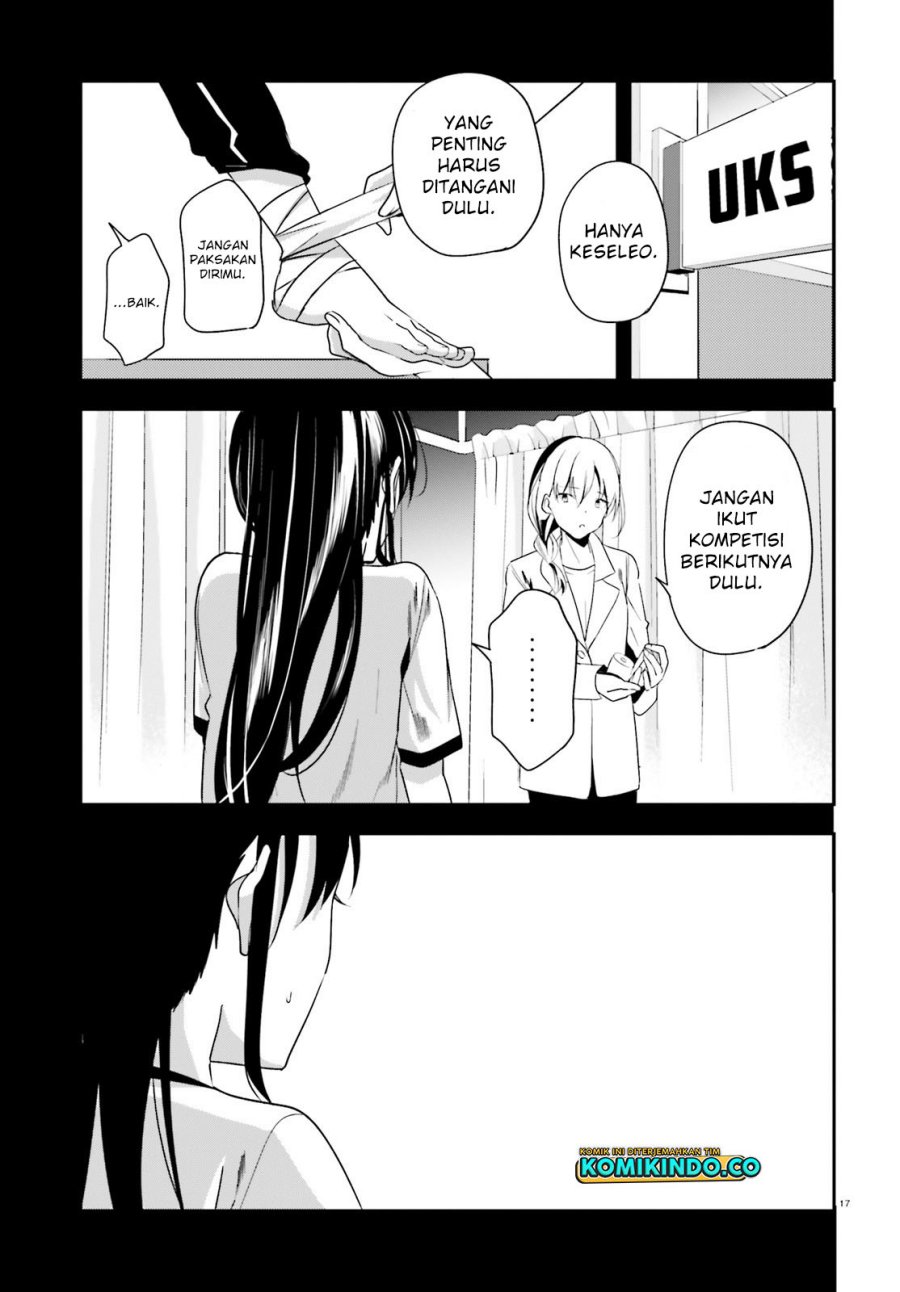 UKS
HANYA
KESELEO.
YANG
PENTING
HARUS
DITANGANI
DULU.
JANGAN
PAKSAKAN
DIRIMU.
...BAIK.
JANGAN
IKUT
KOMPETISI
BERIKUTNYA
DULU.
........
KOMIK INI DITERJEMAHKAN TIM
KOMIKINDO.CO
17